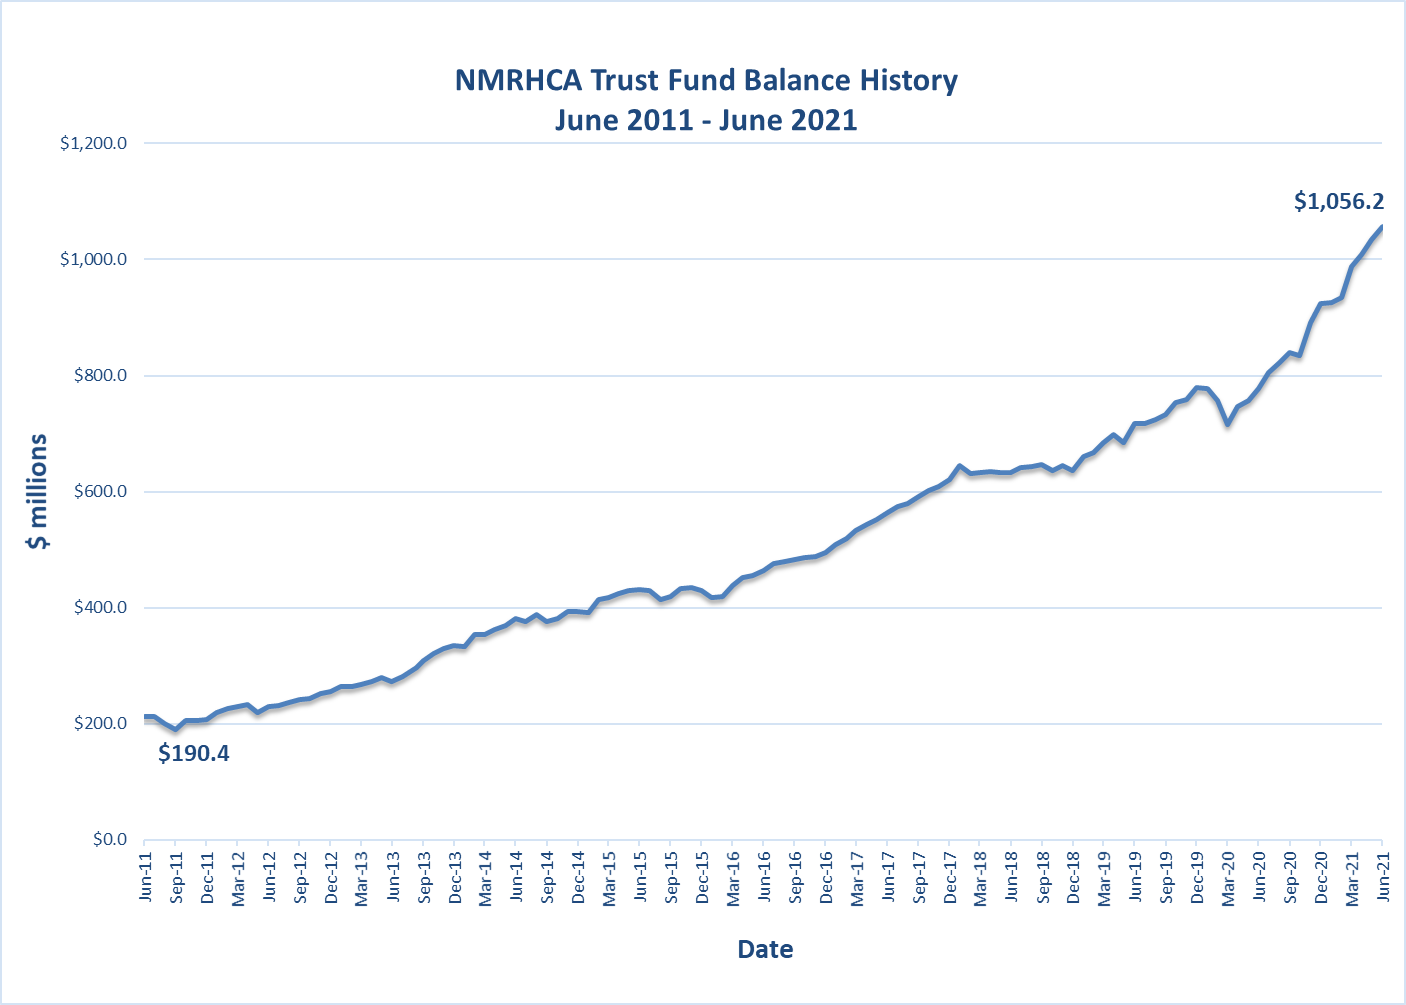 NMRHCA Trust Fund Balance History
June 2011 - June 2021
$1,200.0
$1,056.2
$1,000.0
$800.0
$ millions
$600.0
$400.0
$200.0
$190.4
$0.0
Jun-11
Sep-11
Dec-11
Mar-12
Jun-12
Sep-12
Dec-12
Mar-13
Jun-13
Sep-13
Dec-13
Mar-14
Jun-14
Sep-14
Dec-14
Mar-15
Jun-15
Sep-15
Dec-15
Mar-16
Jun-16
Sep-16
Dec-16
Mar-17
Jun-17
Sep-17
Dec-17
Mar-18
Jun-18
Sep-18
Dec-18
Mar-19
Jun-19
Sep-19
Dec-19
Mar-20
Jun-20
Sep-20
Dec-20
Mar-21
Jun-21
Date